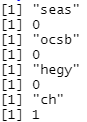 [1] "seas"
[1] 0
[1] "ocsb"
[1] 0
[1] "hegy"
[1] 0
[1] "ch"
[1] 1